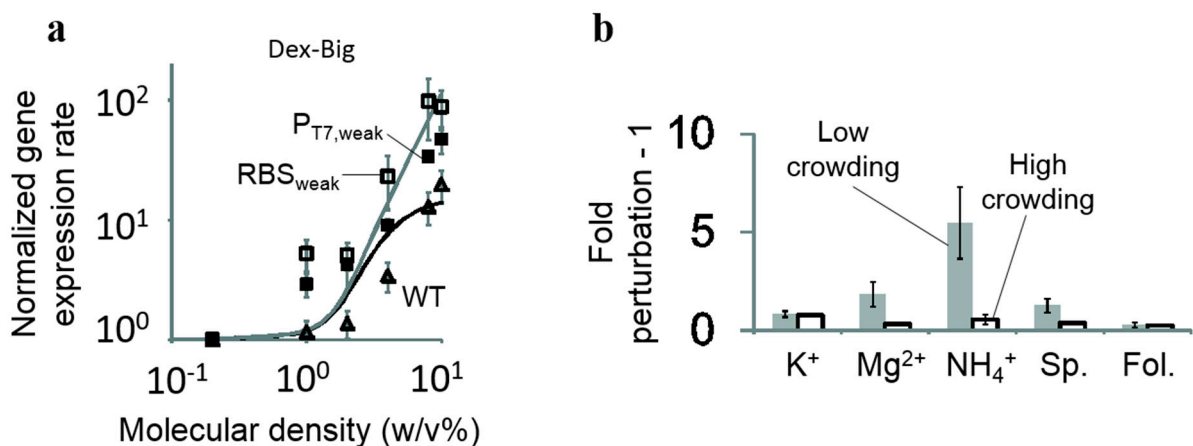 a
Dex-Big
Normalized gene
expression rate
10²
10¹
10⁰
P_T7,weak
RBS_weak
WT
10⁻¹ 10⁰ 10¹
Molecular density (w/v%)
b
Fold
perturbation - 1
10
5
0
Low
crowding
High
crowding
K⁺ Mg²⁺ NH₄⁺ Sp. Fol.